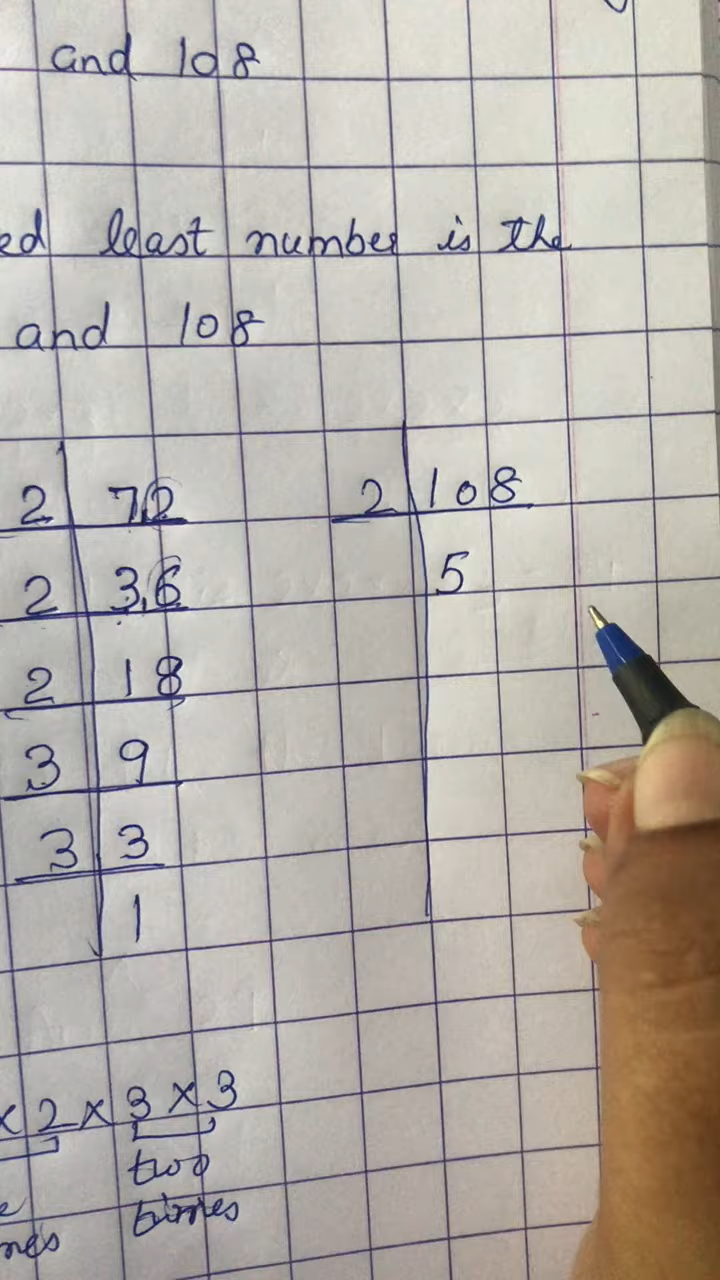 and 108
ed least number is the
and 108
2 72
2 36
2 18
3 9
3 3
1
2 108
5
× 2 × 3 × 3
two
times